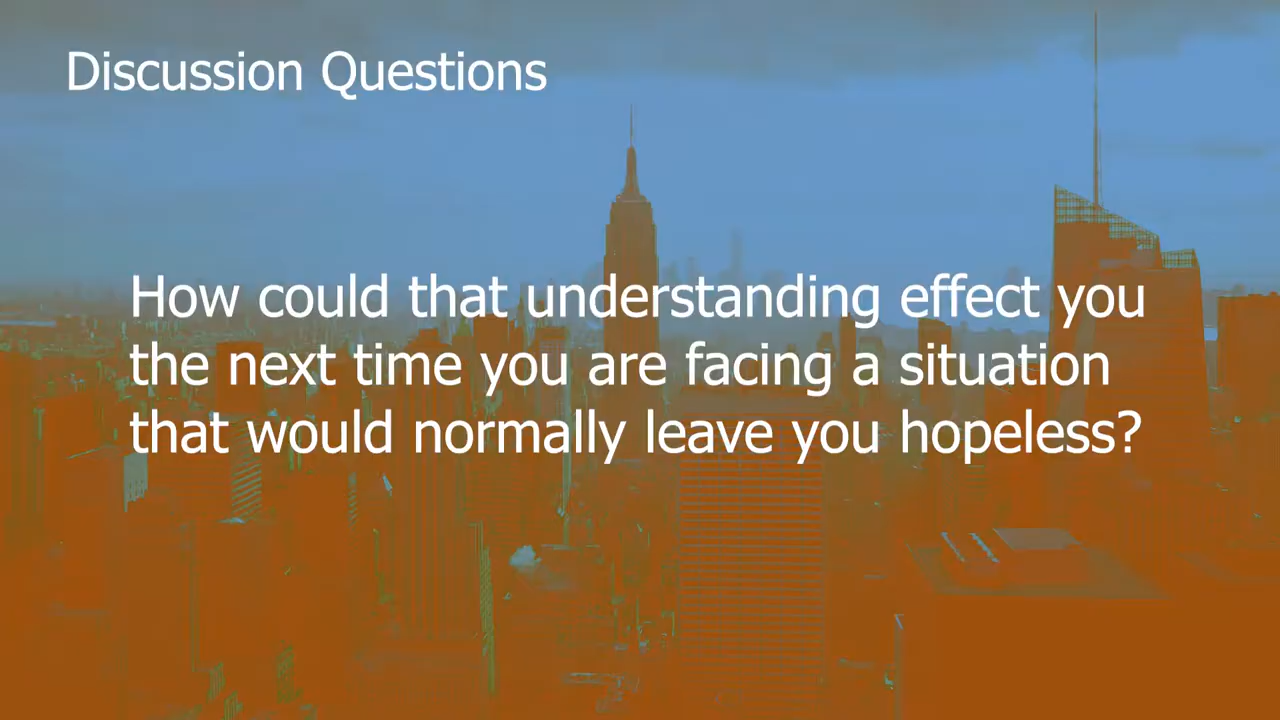 Discussion Questions
How could that understanding effect you
the next time you are facing a situation
that would normally leave you hopeless?